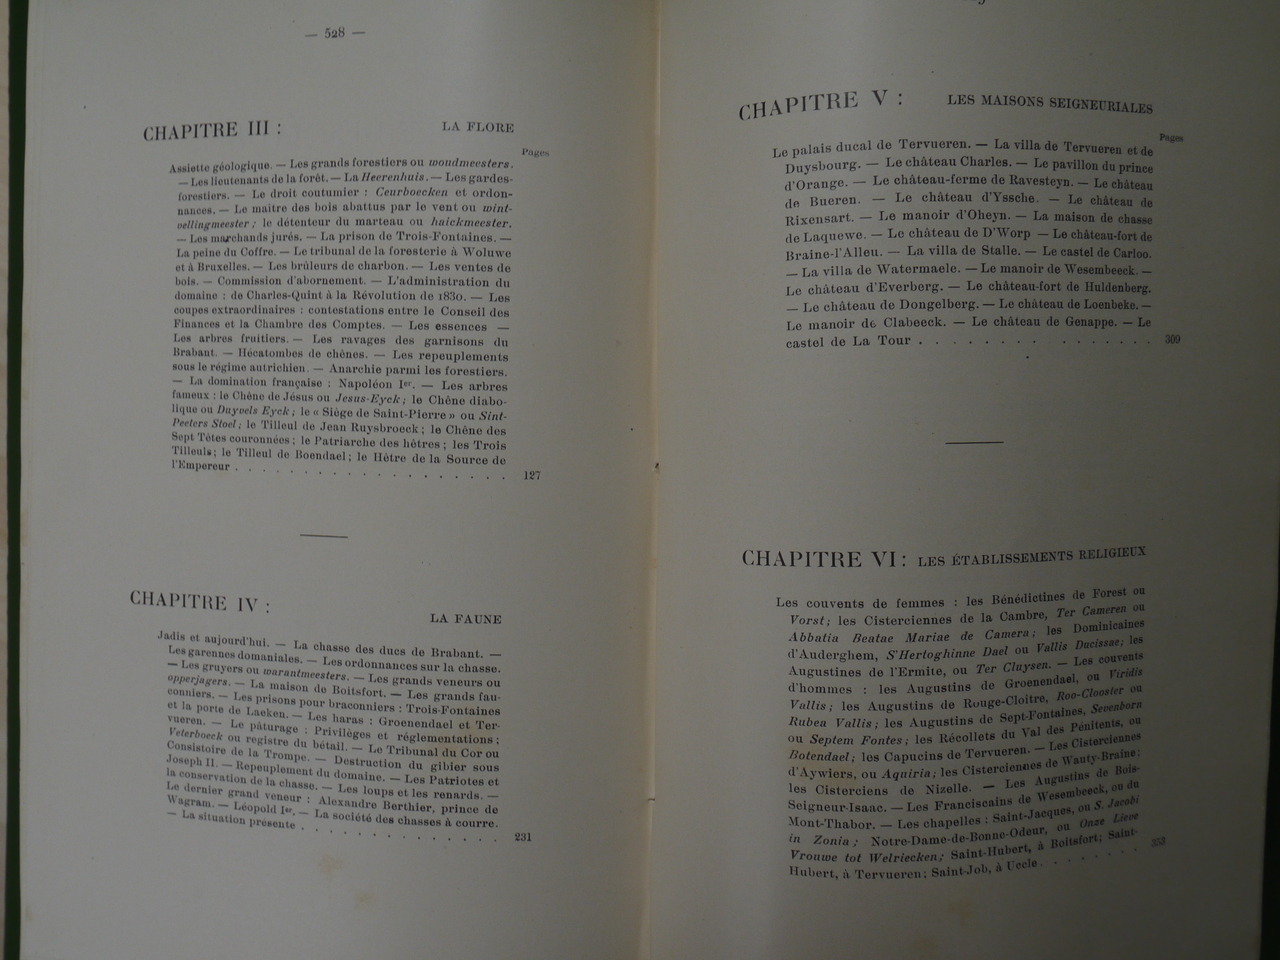 — 528 —
CHAPITRE III : LA FLORE
Pages
Assiette géologique. — Les grands forestiers ou woudmeesters.
— Les lieutenants de la forêt. — La Heerenhuis. — Les gardes-
forestiers. — Le droit coutumier : Ceurboecken et ordon-
nances. — Le maître des bois abattus par le vent ou wint-
vellingmeester ; le détenteur du marteau ou haickmeester.
— Les marchands jurés. — La prison de Trois-Fontaines. —
La peine du Coffre. — Le tribunal de la foresterie à Woluwe
et à Bruxelles. — Les brûleurs de charbon. — Les ventes de
bois. — Commission d'abornement. — L'administration du
domaine : de Charles-Quint à la Révolution de 1830. — Les
coupes extraordinaires : contestations entre le Conseil des
Finances et la Chambre des Comptes. — Les essences —
Les arbres fruitiers. — Les ravages des garnisons du
Brabant. — Hécatombes de chênes. — Les repeuplements
sous le régime autrichien. — Anarchie parmi les forestiers.
— La domination française : Napoléon Ier. — Les arbres
fameux : le Chêne de Jésus ou Jesus-Eyck ; le Chêne diabo-
lique ou Duyvels Eyck ; le « Siège de Saint-Pierre » ou Sint-
Peeters Stoel ; le Tilleul de Jean Ruysbroeck ; le Chêne des
Sept Têtes couronnées ; le Patriarche des hêtres ; les Trois
Tilleuls ; le Tilleul de Boendael ; le Hêtre de la Source de
l'Empereur . . . . . . . . . . . . . . . . 127
CHAPITRE IV : LA FAUNE
Jadis et aujourd'hui. — La chasse des ducs de Brabant. —
Les garennes domaniales. — Les ordonnances sur la chasse.
— Les gruyers ou warantmeesters. — Les grands veneurs ou
opperjagers. — La maison de Boitsfort. — Les grands fau-
conniers. — Les prisons pour braconniers : Trois-Fontaines
et la porte de Laeken. — Les haras : Groenendael et Ter-
vueren. — Le pâturage : Privilèges et réglementations ;
Veterboeck ou registre du bétail. — Le Tribunal du Cor ou
Consistoire de la Trompe. — Destruction du gibier sous
Joseph II. — Repeuplement du domaine. — Les Patriotes et
la conservation de la chasse. — Les loups et les renards. —
Le dernier grand veneur : Alexandre Berthier, prince de
Wagram. — Léopold Ier. — La société des chasses à courre.
— La situation présente . . . . . . . . . . . . 231
CHAPITRE V : LES MAISONS SEIGNEURIALES
Pages
Le palais ducal de Tervueren. — La villa de Tervueren et de
Duysbourg. — Le château Charles. — Le pavillon du prince
d'Orange. — Le château-ferme de Ravesteyn. — Le château
de Bueren. — Le château d'Yssche. — Le château de
Rixensart. — Le manoir d'Oheyn. — La maison de chasse
de Laquewe. — Le château de D'Worp — Le château-fort de
Braine-l'Alleu. — La villa de Stalle. — Le castel de Carloo.
— La villa de Watermaele. — Le manoir de Wesembeeck. —
Le château d'Everberg. — Le château-fort de Huldenberg.
— Le château de Dongelberg. — Le château de Loenbeke. —
Le manoir de Clabeeck. — Le château de Genappe. — Le
castel de La Tour . . . . . . . . . . . . . 309
CHAPITRE VI : LES ÉTABLISSEMENTS RELIGIEUX
Les couvents de femmes : les Bénédictines de Forest ou
Vorst ; les Cisterciennes de la Cambre, Ter Cameren ou
Abbatia Beatae Mariae de Camera ; les Dominicaines
d'Auderghem, S'Hertoghinne Dael ou Vallis Ducissae ; les
Augustines de l'Ermite, ou Ter Cluysen. — Les couvents
d'hommes : les Augustins de Groenendael, ou Viridis
Vallis ; les Augustins de Rouge-Cloître, Roo-Clooster ou
Rubea Vallis ; les Augustins de Sept-Fontaines, Sevenborn
ou Septem Fontes ; les Récollets du Val des Pénitents, ou
Botendael ; les Capucins de Tervueren. — Les Cisterciennes
d'Aywiers, ou Aquiria ; les Cisterciennes de Wauty-Braine ;
les Cisterciens de Nizelle. — Les Augustins de Bois-
Seigneur-Isaac. — Les Franciscains de Wesembeeck, ou du
Mont-Thabor. — Les chapelles : Saint-Jacques, ou S. Jacobi
in Zonia ; Notre-Dame-de-Bonne-Odeur, ou Onze Lieve
Vrouwe tot Welriecken ; Saint-Hubert, à Boitsfort ; Saint-
Hubert, à Tervueren ; Saint-Job, à Uccle . . . . . . . 353